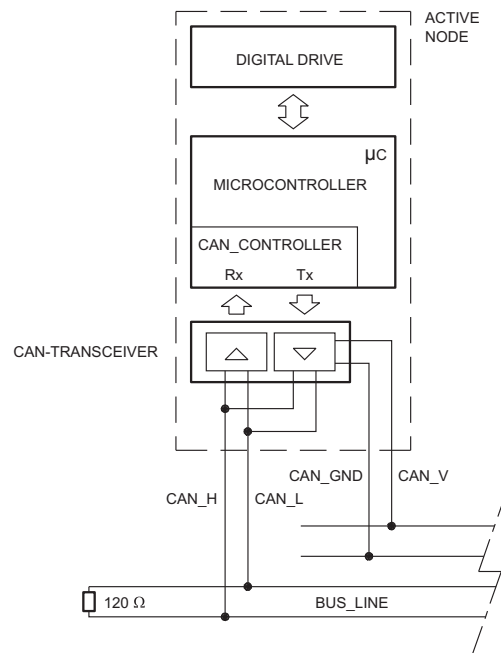 ACTIVE
NODE
DIGITAL DRIVE
µC
MICROCONTROLLER
CAN_CONTROLLER
Rx Tx
CAN-TRANSCEIVER
CAN_H CAN_L CAN_GND CAN_V
120 Ω BUS_LINE